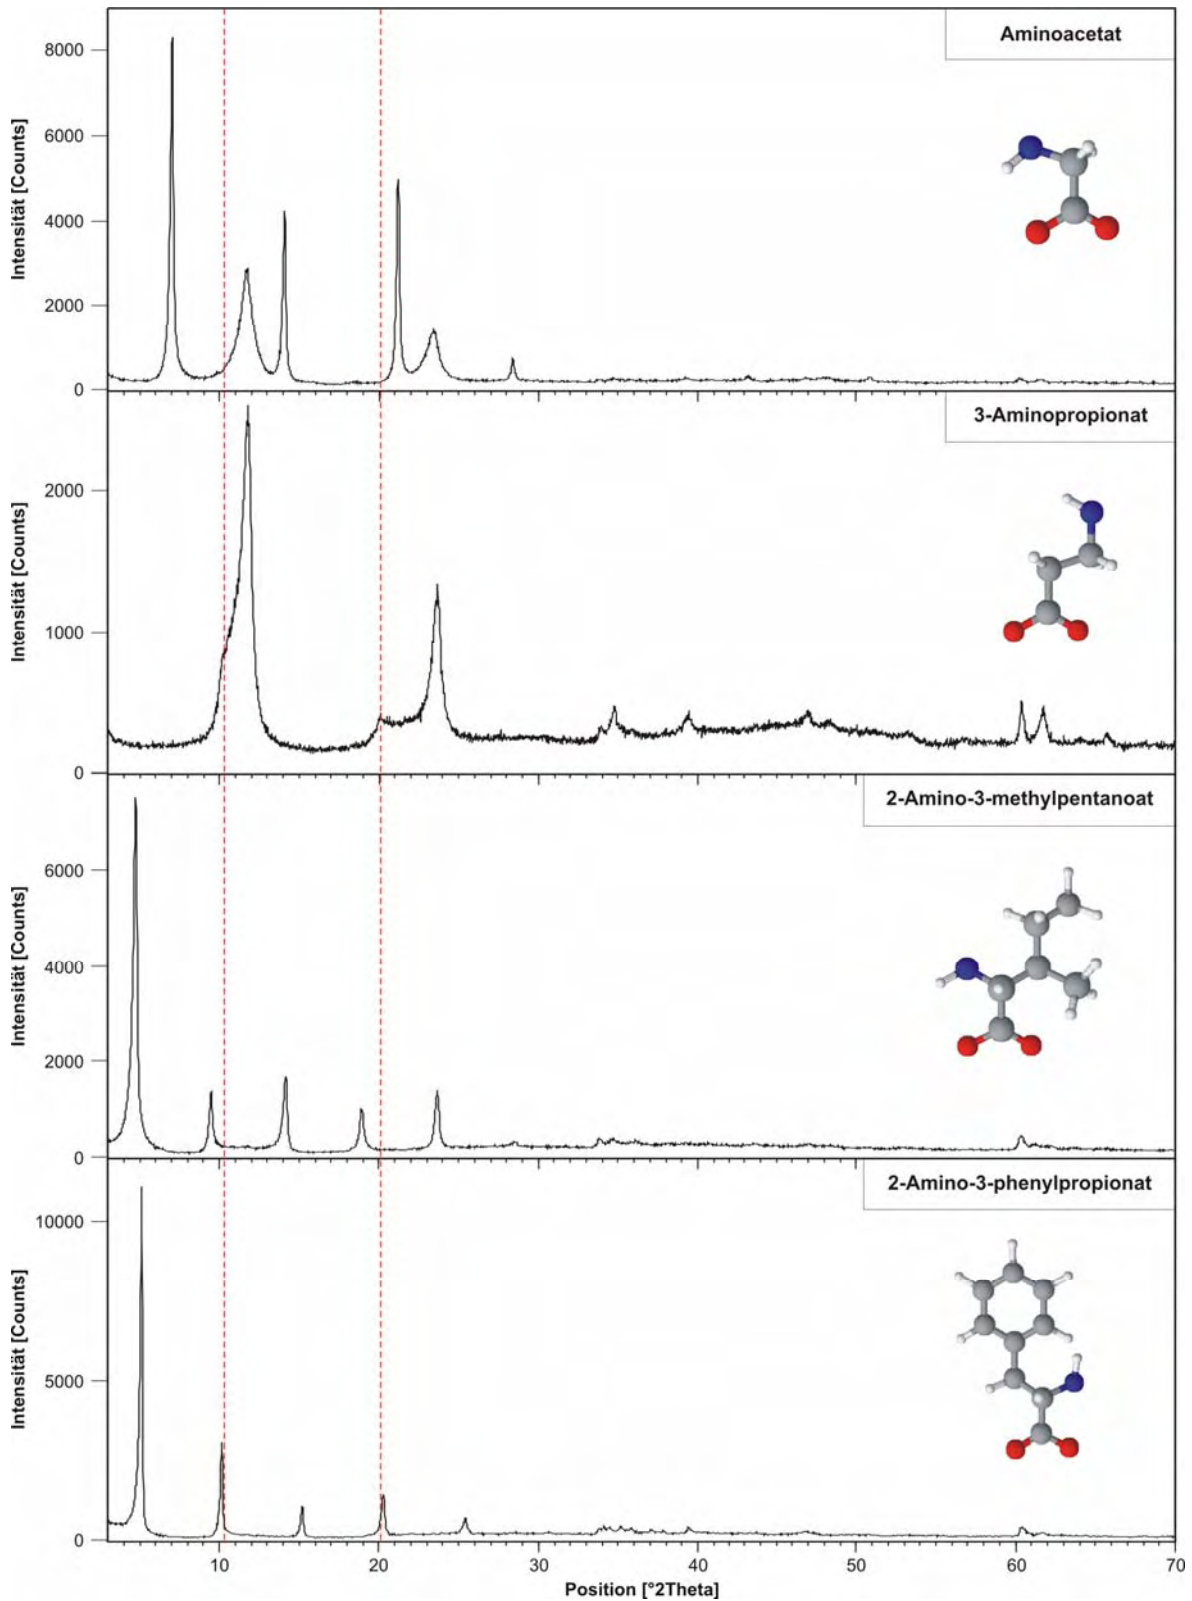 Aminoacetat
8000
6000
4000
2000
0
Intensität [Counts]
3-Aminopropionat
2000
1000
0
Intensität [Counts]
2-Amino-3-methylpentanoat
6000
4000
2000
0
Intensität [Counts]
2-Amino-3-phenylpropionat
10000
5000
0
Intensität [Counts]
10 20 30 40 50 60 70
Position [°2Theta]